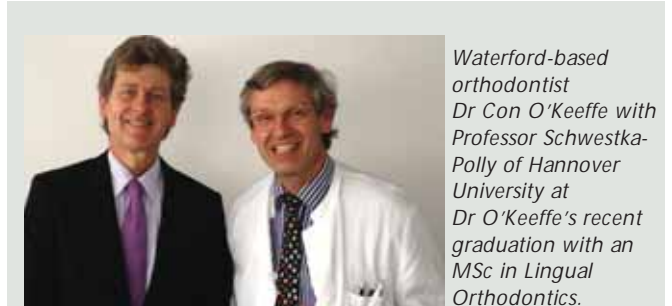 Waterford-based
orthodontist
Dr Con O’Keeffe with
Professor Schwestka-
Polly of Hannover
University at
Dr O’Keeffe’s recent
graduation with an
MSc in Lingual
Orthodontics.